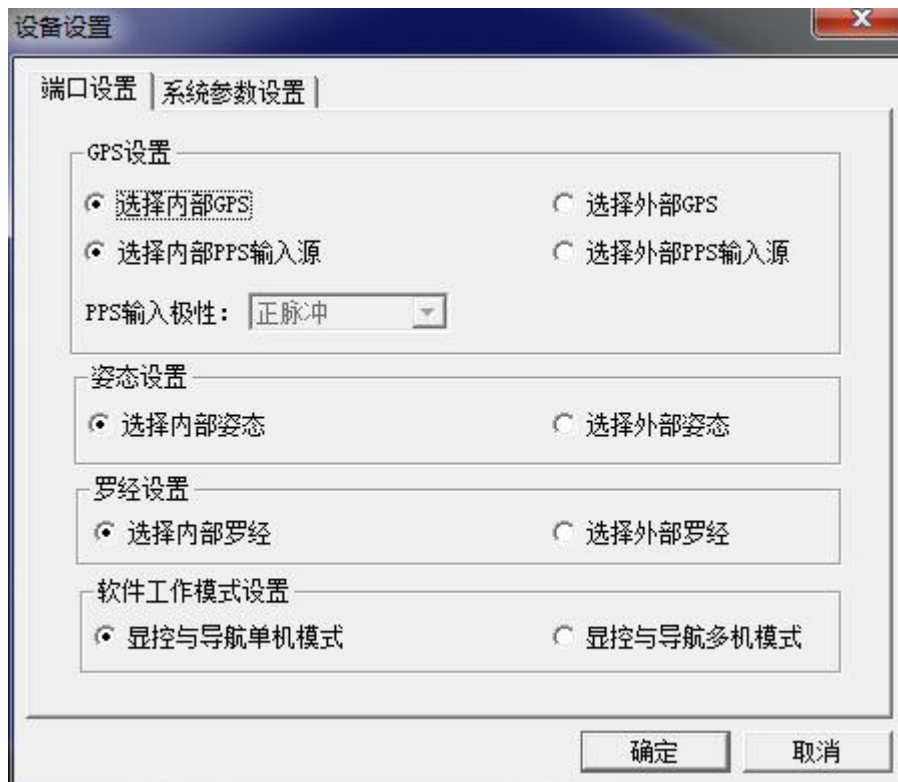 设备设置
端口设置 系统参数设置
GPS设置
选择内部GPS 选择外部GPS
选择内部PPS输入源 选择外部PPS输入源
PPS输入极性： 正脉冲
姿态设置
选择内部姿态 选择外部姿态
罗经设置
选择内部罗经 选择外部罗经
软件工作模式设置
显控与导航单机模式 显控与导航多机模式
确定 取消